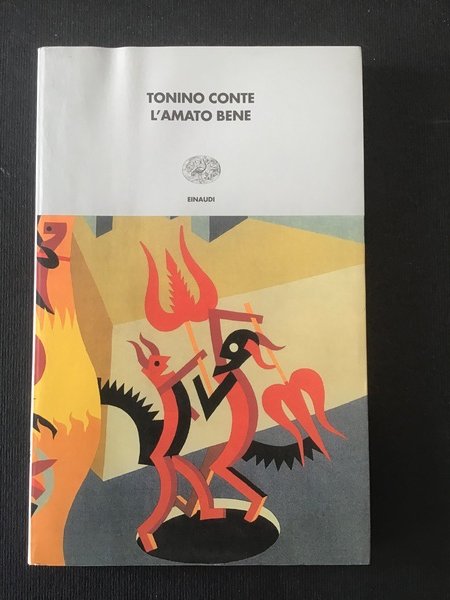 TONINO CONTE
L'AMATO BENE
EINAUDI